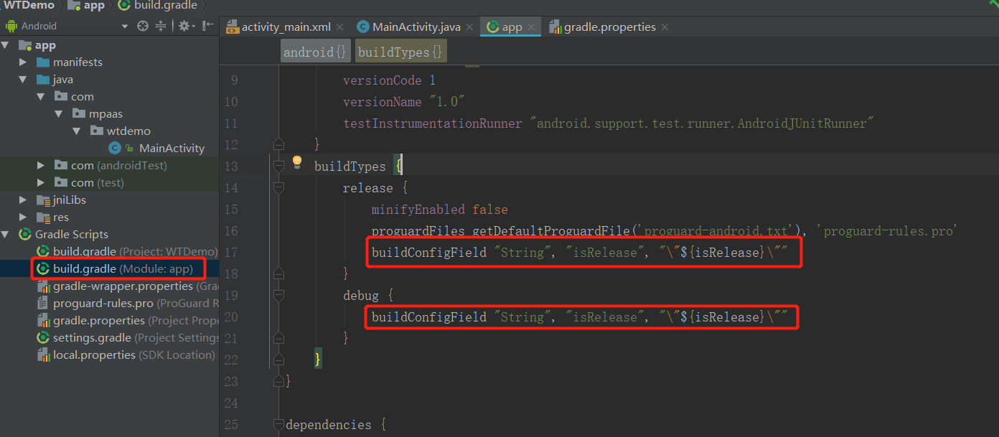 WTDemo app build.gradle
Android
activity_main.xml MainActivity.java app gradle.properties
android{} buildTypes{}
app
manifests
java
com
mpaas
wtdemo
MainActivity
com (androidTest)
com (test)
jniLibs
res
Gradle Scripts
build.gradle (Project: WTDemo)
build.gradle (Module: app)
gradle-wrapper.properties (Gra
proguard-rules.pro (ProGuard R
gradle.properties (Project Prope
settings.gradle (Project Settings
local.properties (SDK Location)
9 versionCode 1
10 versionName "1.0"
11 testInstrumentationRunner "android.support.test.runner.AndroidJUnitRunner"
12 }
13 buildTypes {
14 release {
15 minifyEnabled false
16 proguardFiles getDefaultProguardFile('proguard-android.txt'), 'proguard-rules.pro'
17 buildConfigField "String", "isRelease", "\"${isRelease}\""
18 }
19 debug {
20 buildConfigField "String", "isRelease", "\"${isRelease}\""
21 }
22 }
23 }
24
25 dependencies {